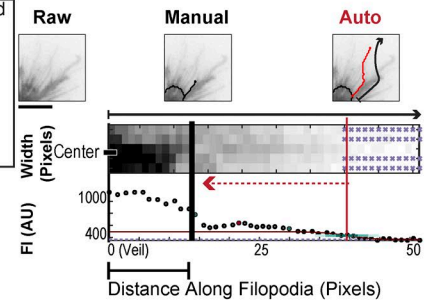 d
Raw Manual Auto
Width
(Pixels)
Center
FI (AU)
1000
400
0 (Veil) 25 50
Distance Along Filopodia (Pixels)